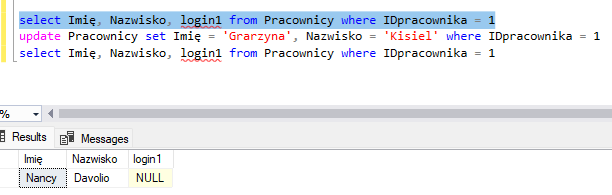 select Imię, Nazwisko, login1 from Pracownicy where IDpracownika = 1
update Pracownicy set Imię = 'Grarzyna', Nazwisko = 'Kisiel' where IDpracownika = 1
select Imię, Nazwisko, login1 from Pracownicy where IDpracownika = 1
%
Results Messages
Imię Nazwisko login1
Nancy Davolio NULL